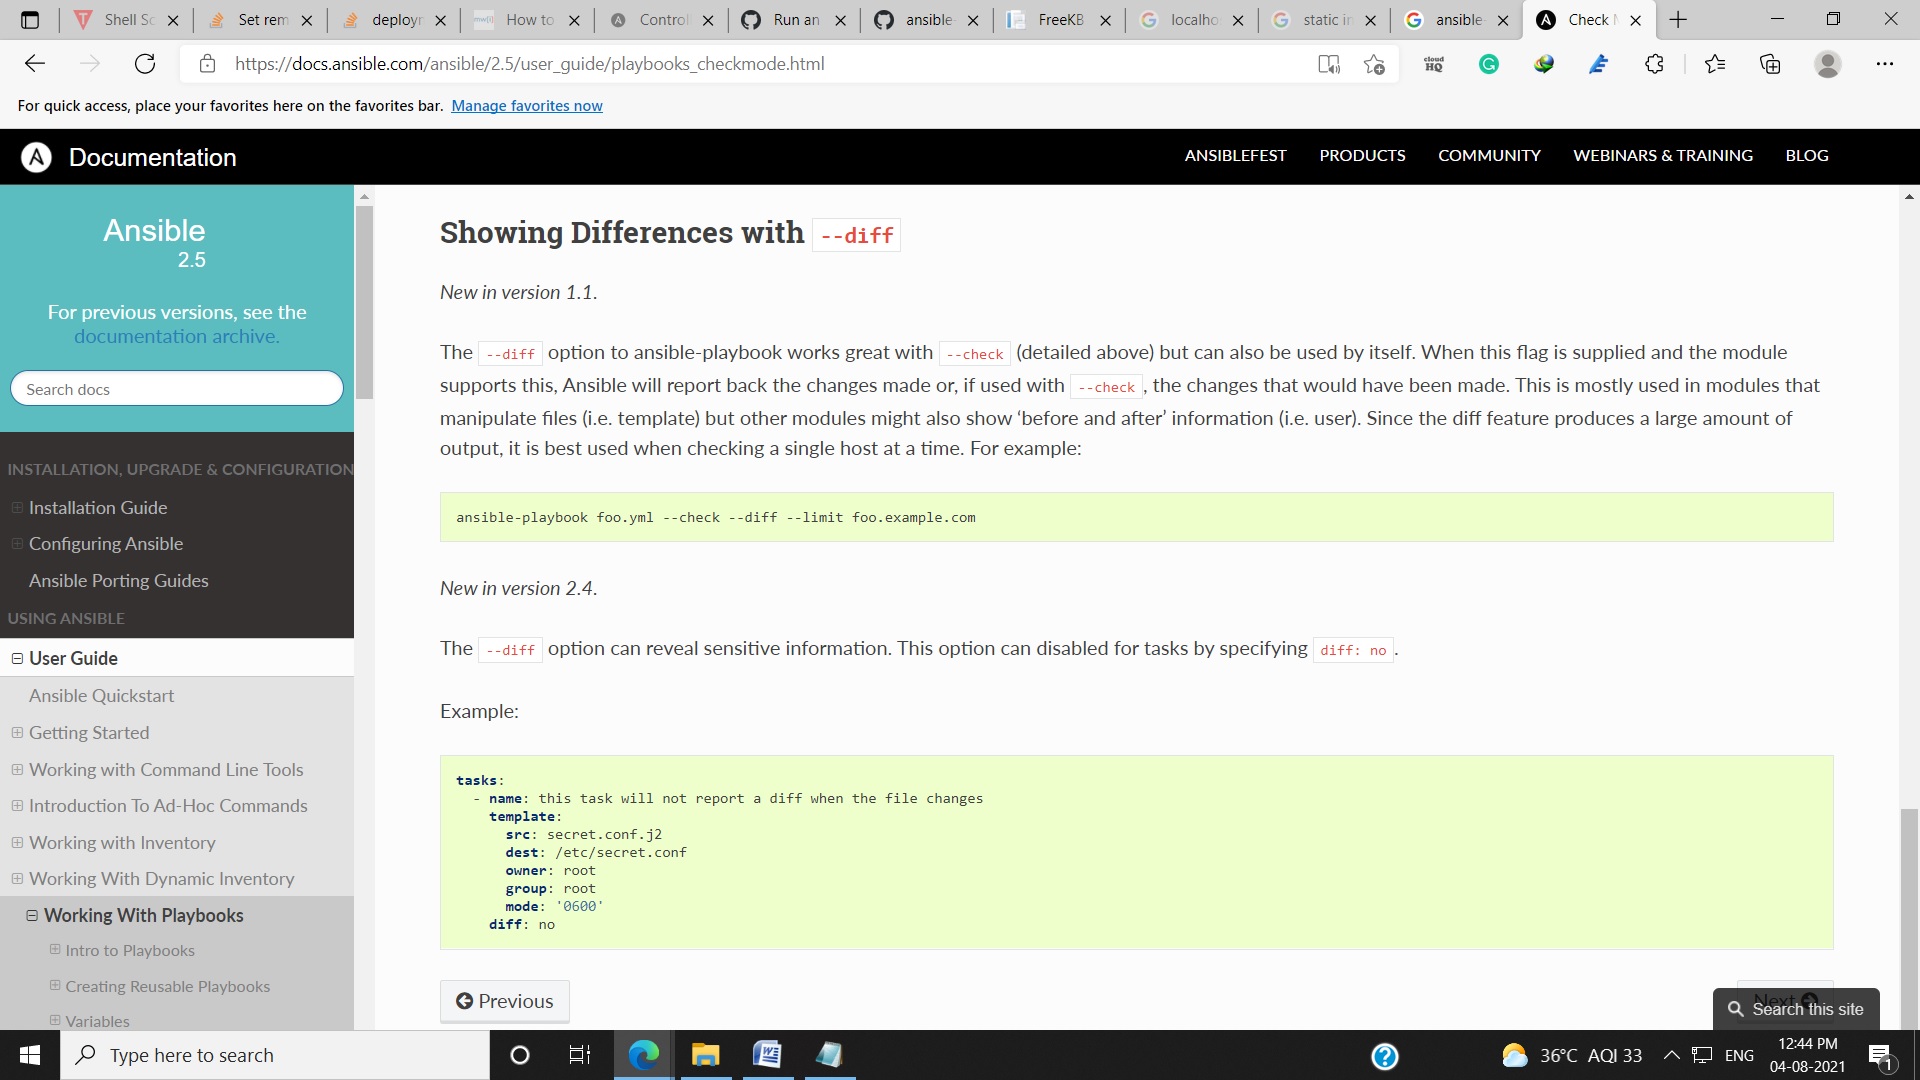 Shell Sc
Set rem
deployn
How to
Controll
Run an
ansible-
FreeKB
localho
static in
ansible-
Check M
https://docs.ansible.com/ansible/2.5/user_guide/playbooks_checkmode.html
cloud HQ
For quick access, place your favorites here on the favorites bar. Manage favorites now
Documentation
ANSIBLEFEST PRODUCTS COMMUNITY WEBINARS & TRAINING BLOG
Ansible
2.5
For previous versions, see the
documentation archive.
Search docs
INSTALLATION, UPGRADE & CONFIGURATION
Installation Guide
Configuring Ansible
Ansible Porting Guides
USING ANSIBLE
User Guide
Ansible Quickstart
Getting Started
Working with Command Line Tools
Introduction To Ad-Hoc Commands
Working with Inventory
Working With Dynamic Inventory
Working With Playbooks
Intro to Playbooks
Creating Reusable Playbooks
Variables
Showing Differences with --diff
New in version 1.1.
The --diff option to ansible-playbook works great with --check (detailed above) but can also be used by itself. When this flag is supplied and the module
supports this, Ansible will report back the changes made or, if used with --check, the changes that would have been made. This is mostly used in modules that
manipulate files (i.e. template) but other modules might also show ‘before and after’ information (i.e. user). Since the diff feature produces a large amount of
output, it is best used when checking a single host at a time. For example:
ansible-playbook foo.yml --check --diff --limit foo.example.com
New in version 2.4.
The --diff option can reveal sensitive information. This option can disabled for tasks by specifying diff: no.
Example:
tasks:
  - name: this task will not report a diff when the file changes
    template:
      src: secret.conf.j2
      dest: /etc/secret.conf
      owner: root
      group: root
      mode: '0600'
    diff: no
Previous
Next
Search this site
Type here to search
36°C AQI 33
ENG
12:44 PM
04-08-2021
1